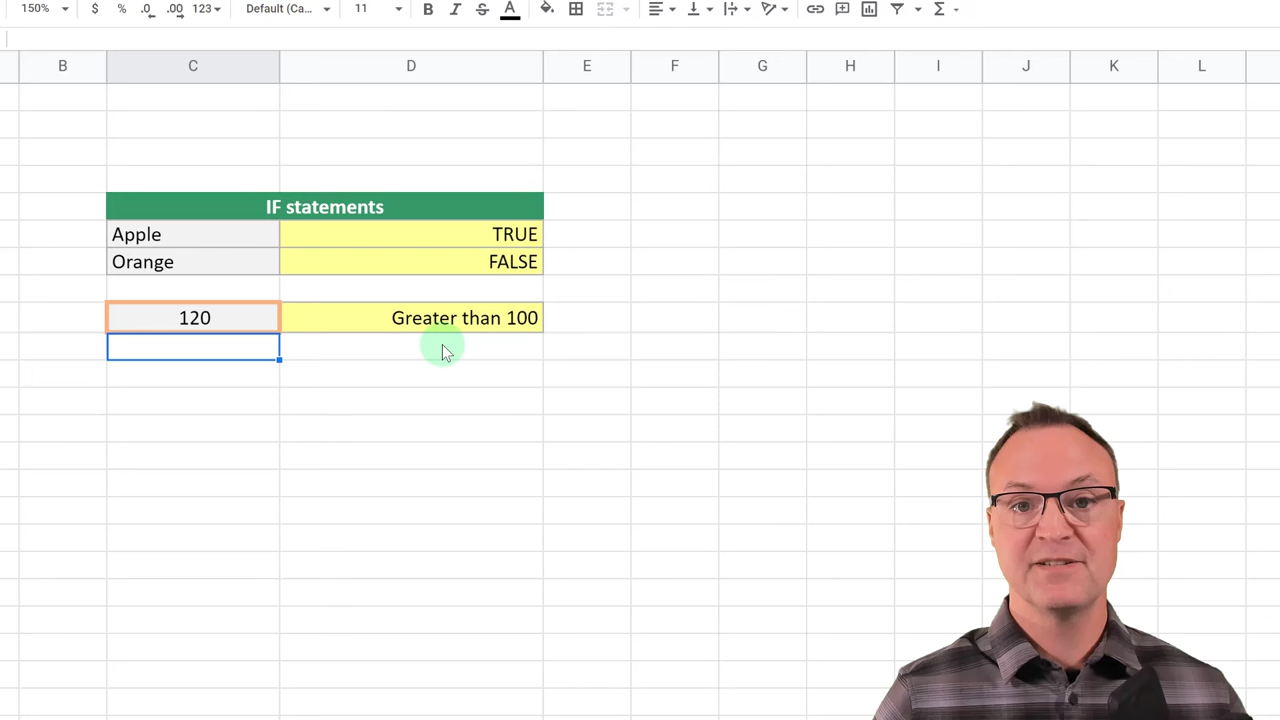 150% $ % .0 .00 123 Default (Ca... 11 B I S A Σ
B C D E F G H I J K L
IF statements
Apple TRUE
Orange FALSE
120 Greater than 100